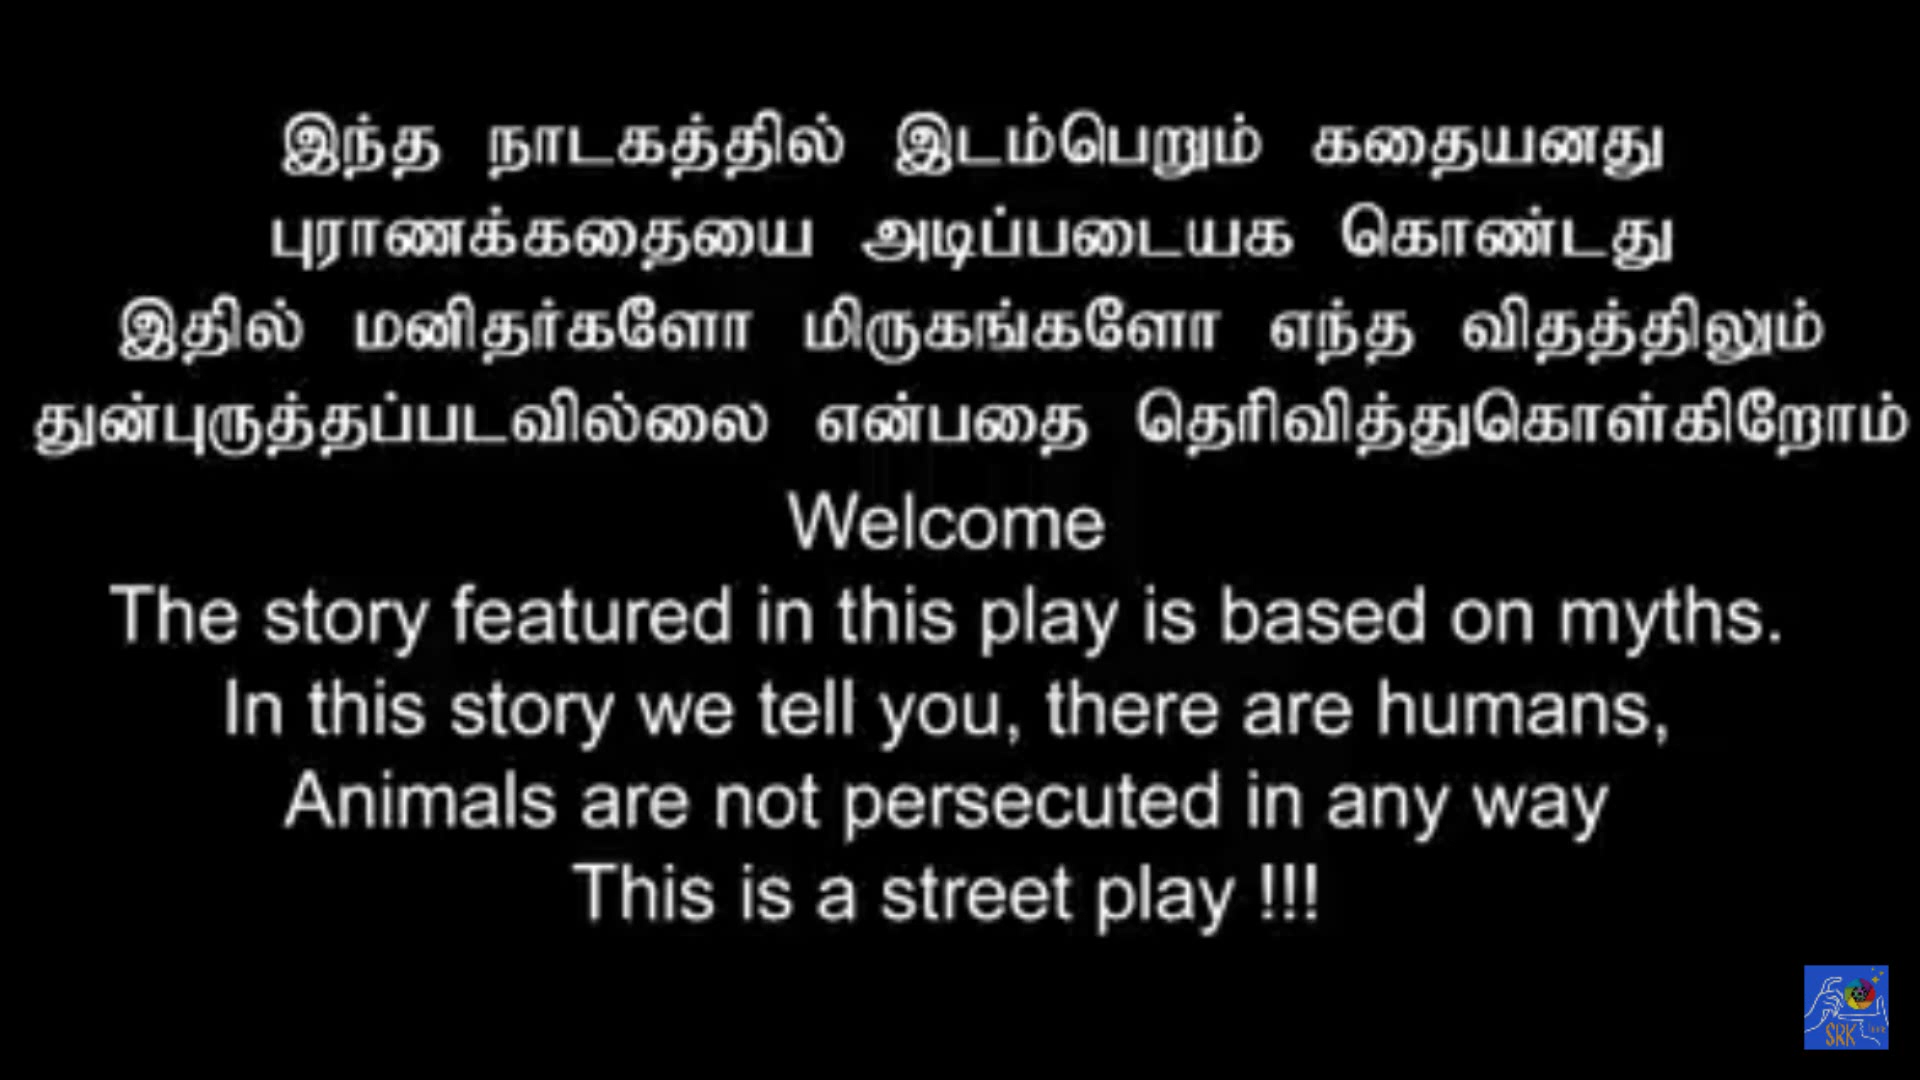 இந்த நாடகத்தில் இடம்பெறும் கதையனது
புராணக்கதையை அடிப்படையக கொண்டது
இதில் மனிதர்களோ மிருகங்களோ எந்த விதத்திலும்
துன்புருத்தப்படவில்லை என்பதை தெரிவித்துகொள்கிறோம்
Welcome
The story featured in this play is based on myths.
In this story we tell you, there are humans,
Animals are not persecuted in any way
This is a street play !!!
SRK